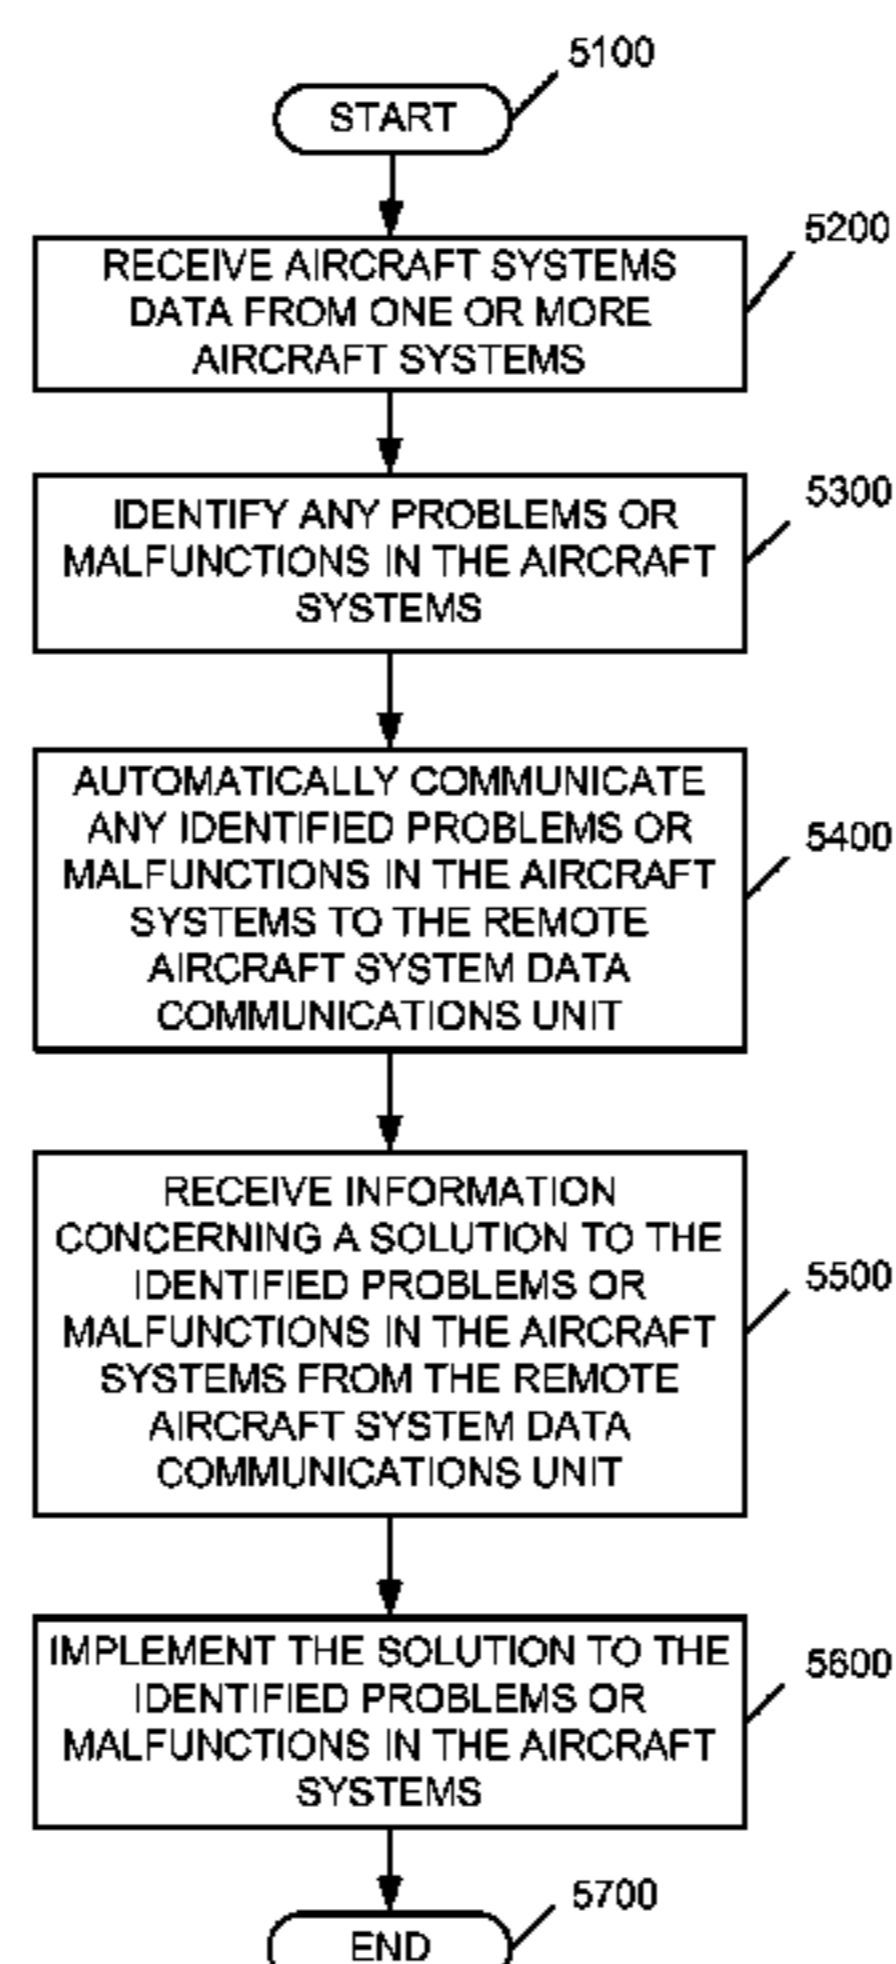 5100
START
5200
RECEIVE AIRCRAFT SYSTEMS
DATA FROM ONE OR MORE
AIRCRAFT SYSTEMS
5300
IDENTIFY ANY PROBLEMS OR
MALFUNCTIONS IN THE AIRCRAFT
SYSTEMS
AUTOMATICALLY COMMUNICATE
ANY IDENTIFIED PROBLEMS OR
5400
MALFUNCTIONS IN THE AIRCRAFT
SYSTEMS TO THE REMOTE
AIRCRAFT SYSTEM DATA
COMMUNICATIONS UNIT
RECEIVE INFORMATION
CONCERNING A SOLUTION TO THE
5500
IDENTIFIED PROBLEMS OR
MALFUNCTIONS IN THE AIRCRAFT
SYSTEMS FROM THE REMOTE
AIRCRAFT SYSTEM DATA
COMMUNICATIONS UNIT
IMPLEMENT THE SOLUTION TO THE
5600
IDENTIFIED PROBLEMS OR
MALFUNCTIONS IN THE AIRCRAFT
SYSTEMS
5700
END